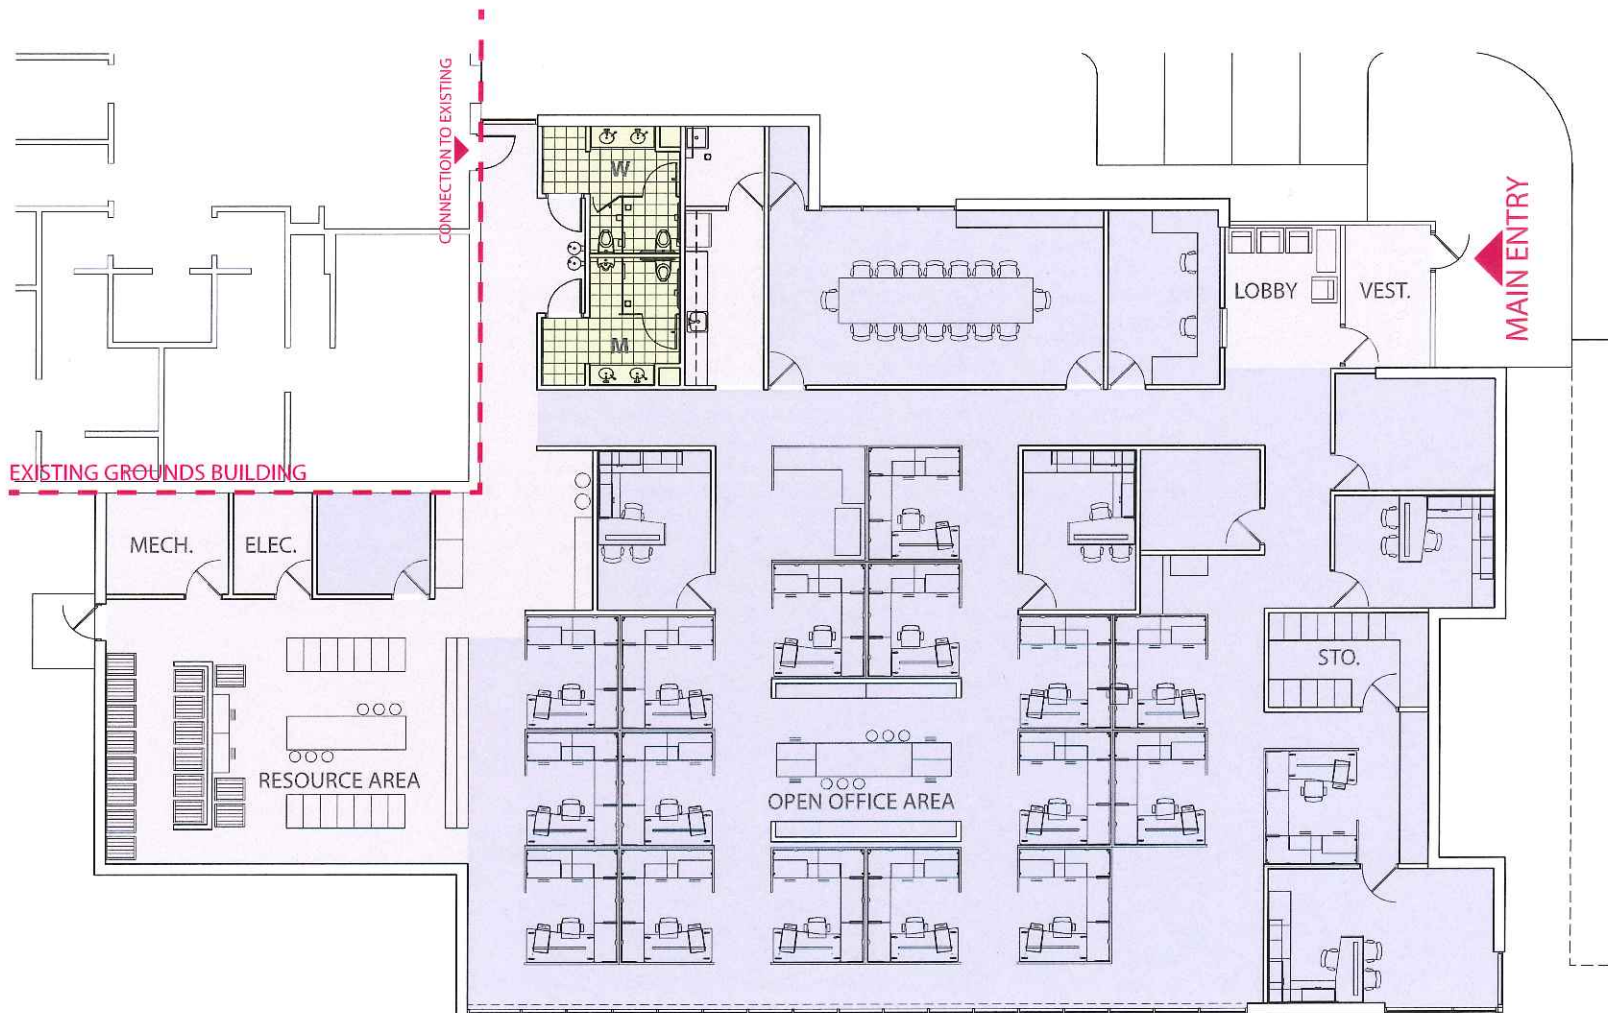 CONNECTION TO EXISTING
W
M
LOBBY
VEST.
MAIN ENTRY
EXISTING GROUNDS BUILDING
MECH.
ELEC.
STO.
RESOURCE AREA
OPEN OFFICE AREA